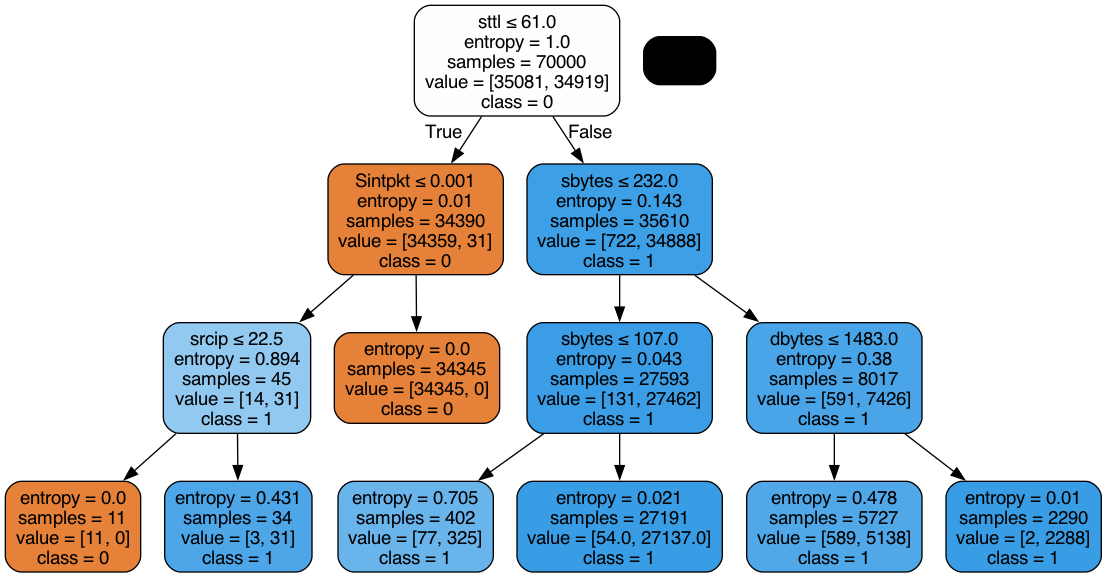 sttl ≤ 61.0
entropy = 1.0
samples = 70000
value = [35081, 34919]
class = 0
True
False
Sintpkt ≤ 0.001
entropy = 0.01
samples = 34390
value = [34359, 31]
class = 0
sbytes ≤ 232.0
entropy = 0.143
samples = 35610
value = [722, 34888]
class = 1
srcip ≤ 22.5
entropy = 0.894
samples = 45
value = [14, 31]
class = 1
entropy = 0.0
samples = 34345
value = [34345, 0]
class = 0
sbytes ≤ 107.0
entropy = 0.043
samples = 27593
value = [131, 27462]
class = 1
dbytes ≤ 1483.0
entropy = 0.38
samples = 8017
value = [591, 7426]
class = 1
entropy = 0.0
samples = 11
value = [11, 0]
class = 0
entropy = 0.431
samples = 34
value = [3, 31]
class = 1
entropy = 0.705
samples = 402
value = [77, 325]
class = 1
entropy = 0.021
samples = 27191
value = [54.0, 27137.0]
class = 1
entropy = 0.478
samples = 5727
value = [589, 5138]
class = 1
entropy = 0.01
samples = 2290
value = [2, 2288]
class = 1